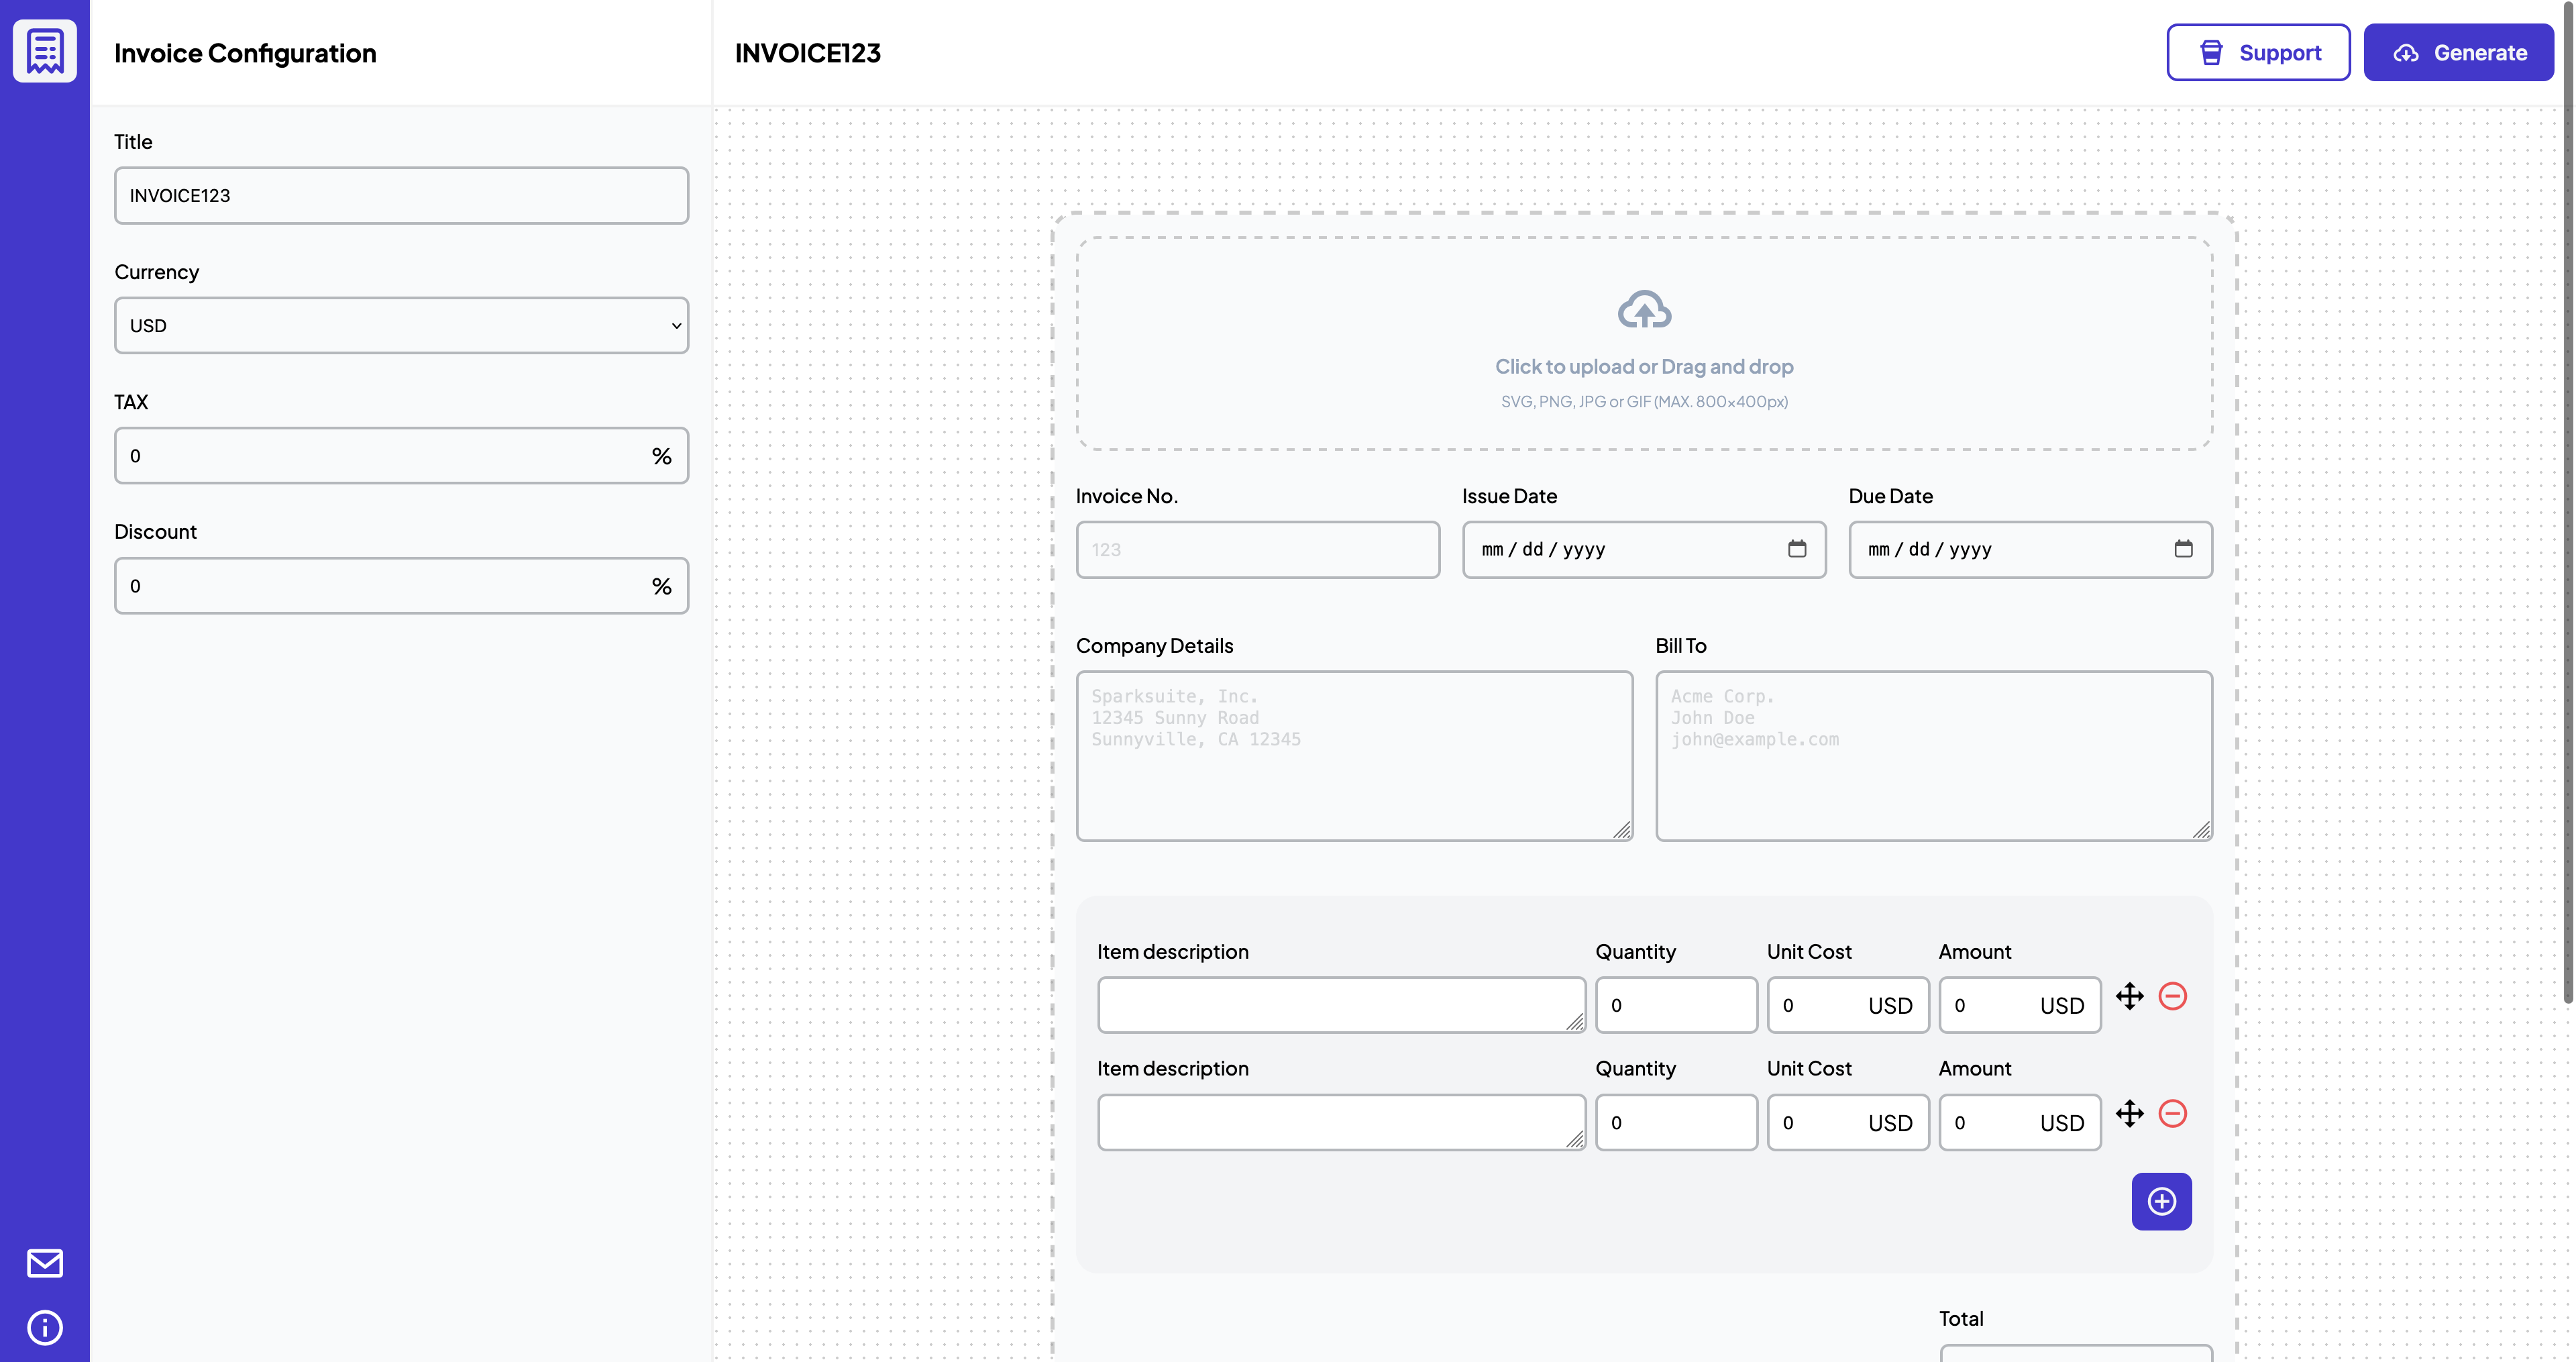 Invoice Configuration
INVOICE123
Support
Generate
Title
INVOICE123
Currency
USD
TAX
0 %
Discount
0 %
Click to upload or Drag and drop
SVG, PNG, JPG or GIF (MAX. 800×400px)
Invoice No. Issue Date Due Date
123 mm / dd / yyyy mm / dd / yyyy
Company Details
Sparksuite, Inc.
12345 Sunny Road
Sunnyville, CA 12345
Bill To
Acme Corp.
John Doe
john@example.com
Item description Quantity Unit Cost Amount
0 0 USD 0 USD
Item description Quantity Unit Cost Amount
0 0 USD 0 USD
Total